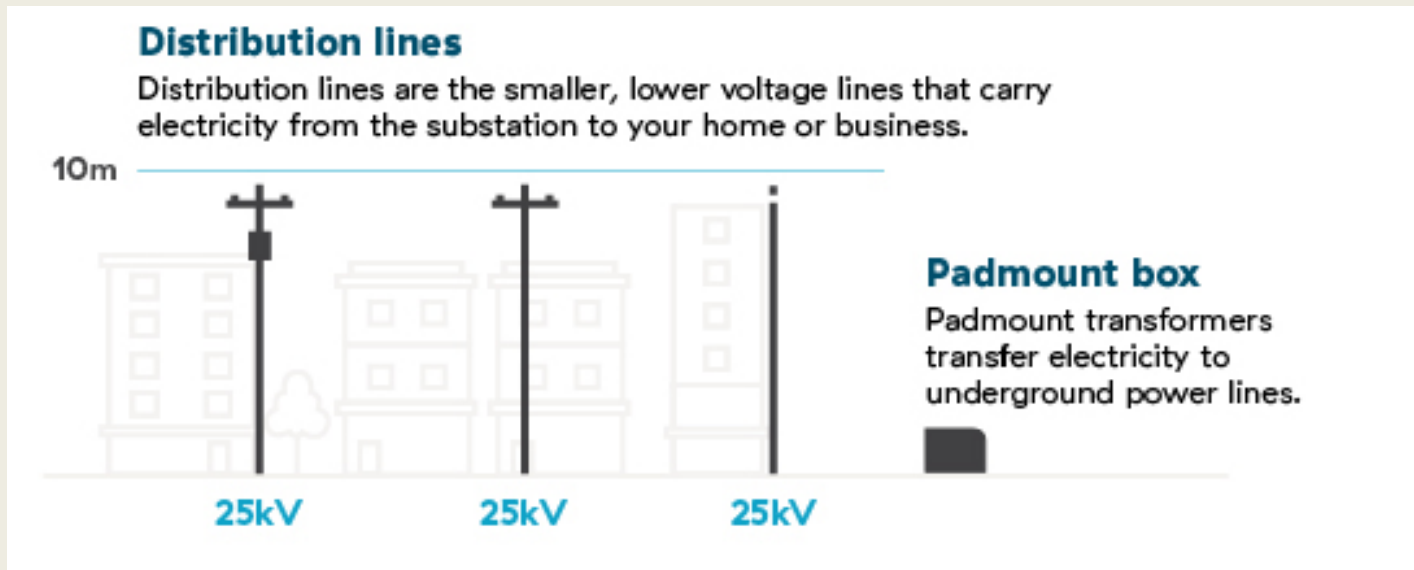 Distribution lines
Distribution lines are the smaller, lower voltage lines that carry
electricity from the substation to your home or business.
10m
Padmount box
Padmount transformers
transfer electricity to
underground power lines.
25kV
25kV
25kV